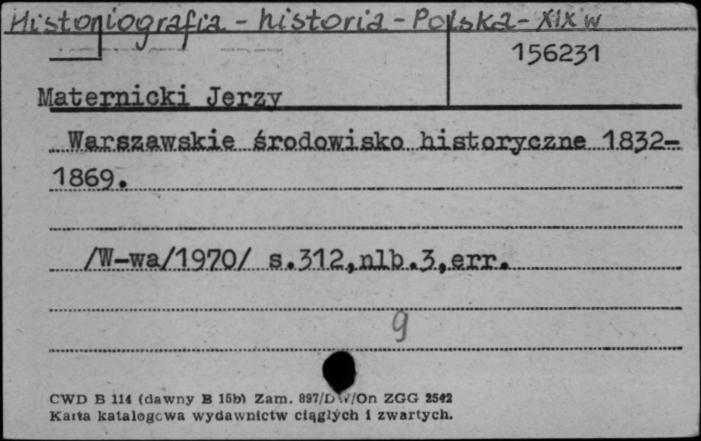 Historiografia - historia - Polska - XIX w
156231
Maternicki Jerzy
Warszawskie środowisko historyczne 1832-
1869.
/W-wa/1970/ s.312,nlb.3,err.
9
CWD B 114 (dawny B 15b) Zam. 897/DW/On ZGG 2542
Karta katalogowa wydawnictw ciągłych i zwartych.